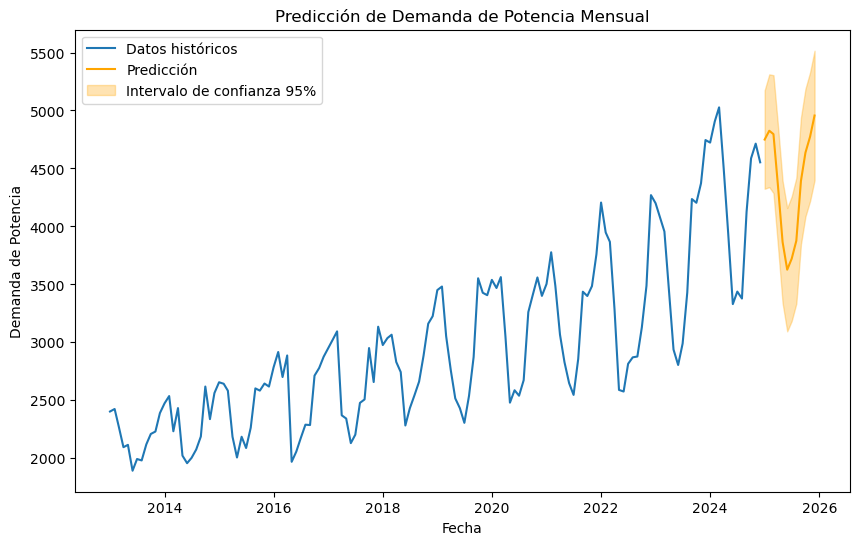 Predicción de Demanda de Potencia Mensual
Datos históricos
Predicción
Intervalo de confianza 95%
Demanda de Potencia
5500
5000
4500
4000
3500
3000
2500
2000
2014
2016
2018
2020
2022
2024
2026
Fecha